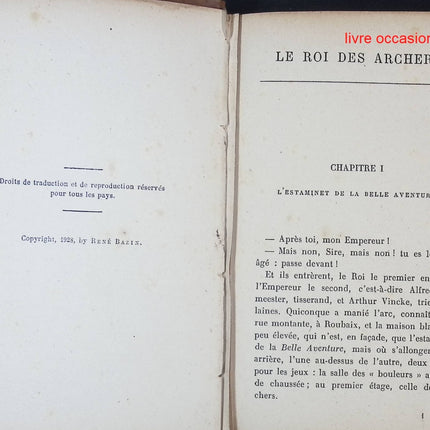 Droits de traduction et de reproduction réservés
pour tous les pays.
Copyright, 1928, by RENÉ BAZIN.
livre occasion
LE ROI DES ARCHER
CHAPITRE I
L'ESTAMINET DE LA BELLE AVENTUR
— Après toi, mon Empereur !
— Mais non, Sire, mais non ! tu es le
âgé : passe devant !
Et ils entrèrent, le Roi le premier en
l'Empereur le second, c'est-à-dire Alfre
meester, tisserand, et Arthur Vincke, trie
laines. Quiconque a manié l'arc, connaît
rue montante, à Roubaix, et la maison bla
peu élevée, qui n'est, en façade, que l'esta
de la Belle Aventure, mais où s'allonger
arrière, l'une au-dessus de l'autre, deux
pour les jeux : la salle des « bouleurs » a
de chaussée; au premier étage, celle de
chers.
1